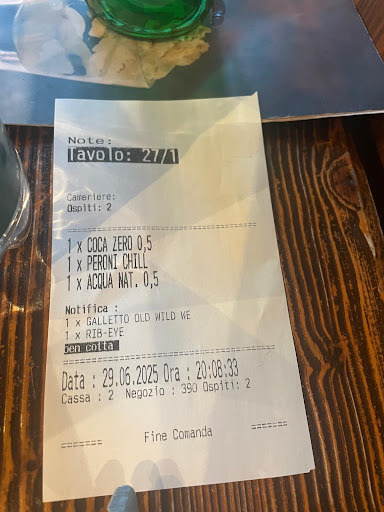 Note:
Tavolo: 27/1
Cameriere:
Ospiti: 2
1 x COCA ZERO 0,5
1 x PERONI CHILL
1 x ACQUA NAT. 0,5
Notifica :
1 x GALLETTO OLD WILD WE
1 x RIB-EYE
ben cotta
Data : 29.06.2025 Ora : 20:08:33
Cassa : 2 Negozio : 390 Ospiti: 2
Fine Comanda